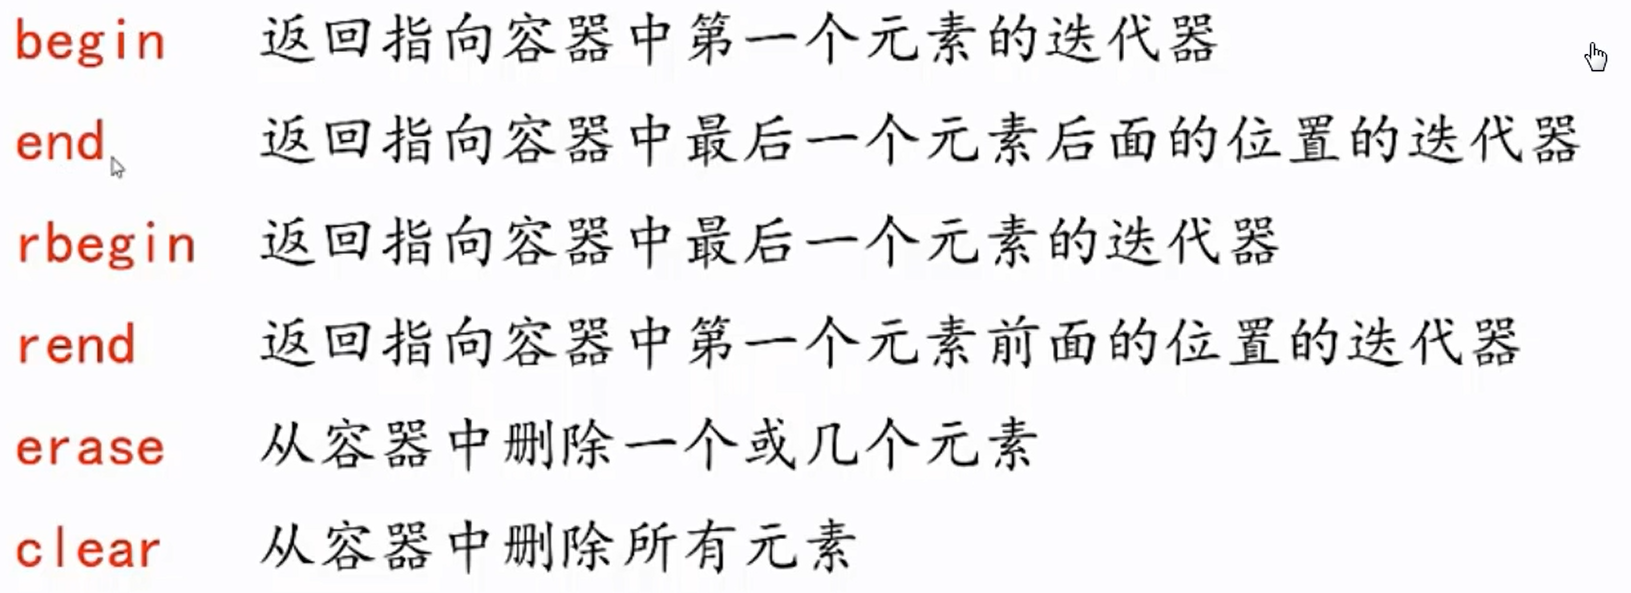 begin 返回指向容器中第一个元素的迭代器
end 返回指向容器中最后一个元素后面的位置的迭代器
rbegin 返回指向容器中最后一个元素的迭代器
rend 返回指向容器中第一个元素前面的位置的迭代器
erase 从容器中删除一个或几个元素
clear 从容器中删除所有元素